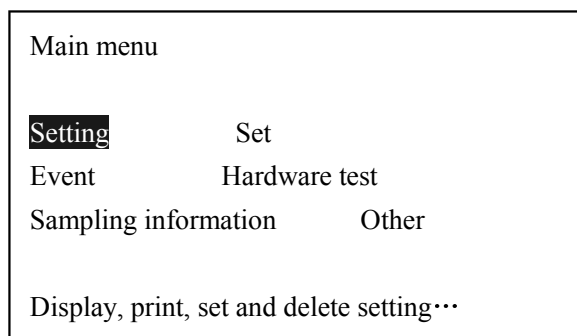 Main menu
Setting Set
Event Hardware test
Sampling information Other
Display, print, set and delete setting···